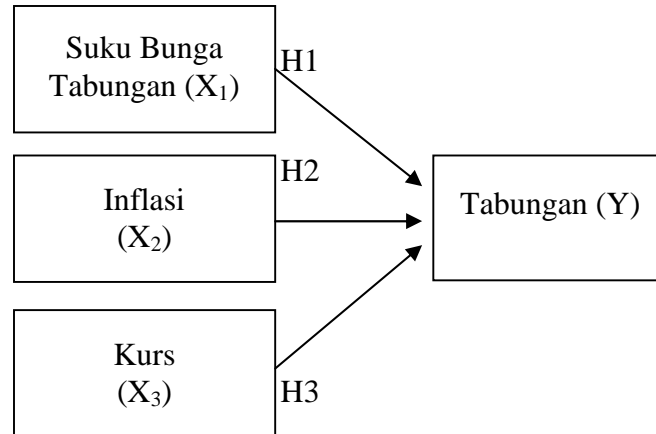 Suku Bunga
Tabungan (X₁)
H1
Inflasi
(X₂)
H2
Tabungan (Y)
Kurs
(X₃)
H3